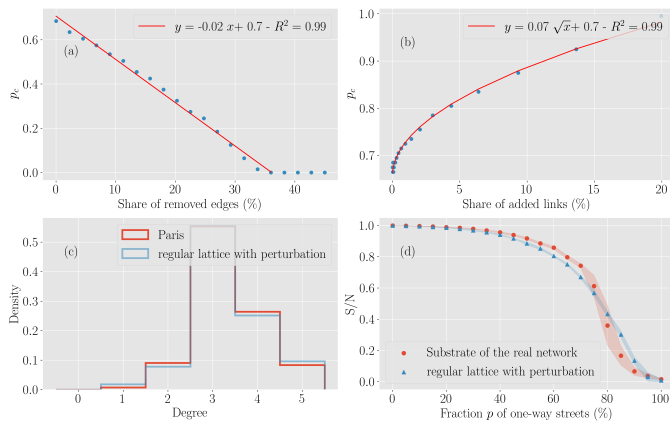 y = -0.02 x+ 0.7 - R² = 0.99
(a)
0.6
0.4
0.2
0.0
p_c
0 10 20 30 40
Share of removed edges (%)
y = 0.07 √x+ 0.7 - R² = 0.99
(b)
1.0
0.9
0.8
0.7
p_c
0 5 10 15 20
Share of added links (%)
(c)
Paris
regular lattice with perturbation
0.5
0.4
0.3
0.2
0.1
0.0
Density
0 1 2 3 4 5
Degree
(d)
1.0
0.8
0.6
0.4
0.2
0.0
S/N
Substrate of the real network
regular lattice with perturbation
0 20 40 60 80 100
Fraction p of one-way streets (%)